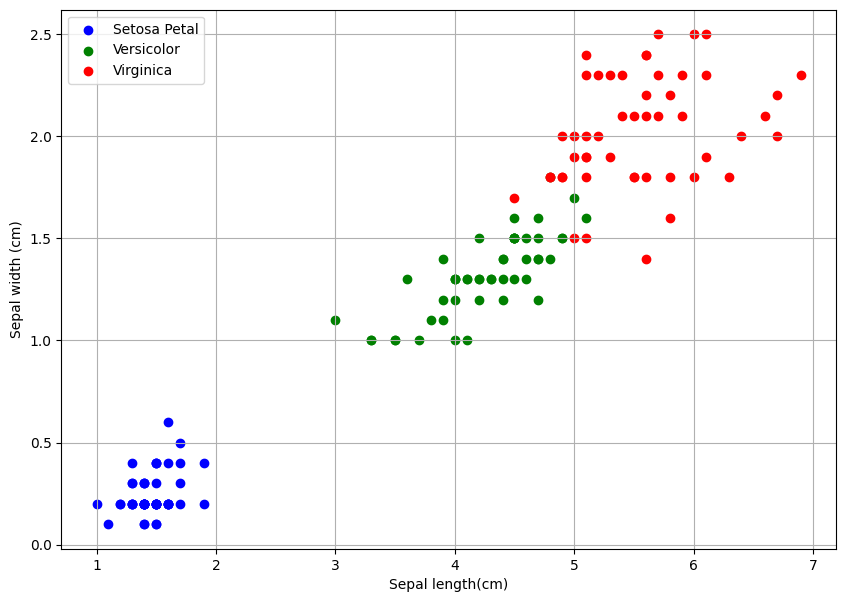 Setosa Petal
Versicolor
Virginica
2.5
2.0
1.5
1.0
0.5
0.0
Sepal width (cm)
1 2 3 4 5 6 7
Sepal length(cm)